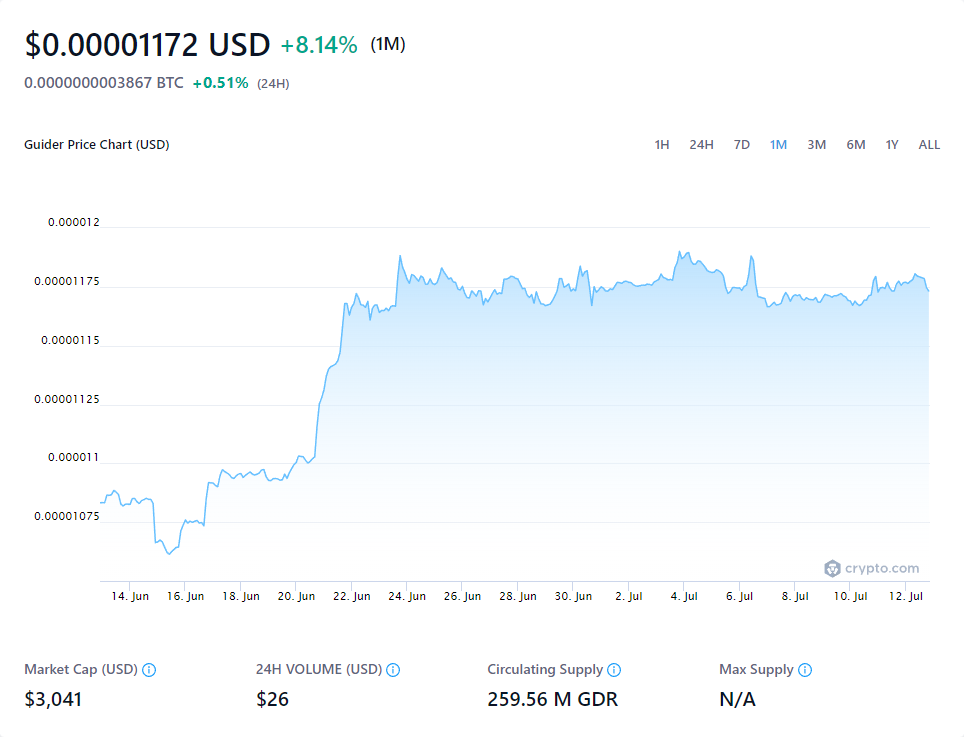 $0.00001172 USD +8.14% (1M)
0.0000000003867 BTC +0.51% (24H)
Guider Price Chart (USD) 1H 24H 7D 1M 3M 6M 1Y ALL
0.000012
0.00001175
0.0000115
0.00001125
0.000011
0.00001075
crypto.com
14. Jun 16. Jun 18. Jun 20. Jun 22. Jun 24. Jun 26. Jun 28. Jun 30. Jun 2. Jul 4. Jul 6. Jul 8. Jul 10. Jul 12. Jul
Market Cap (USD) 24H VOLUME (USD) Circulating Supply Max Supply
$3,041 $26 259.56 M GDR N/A